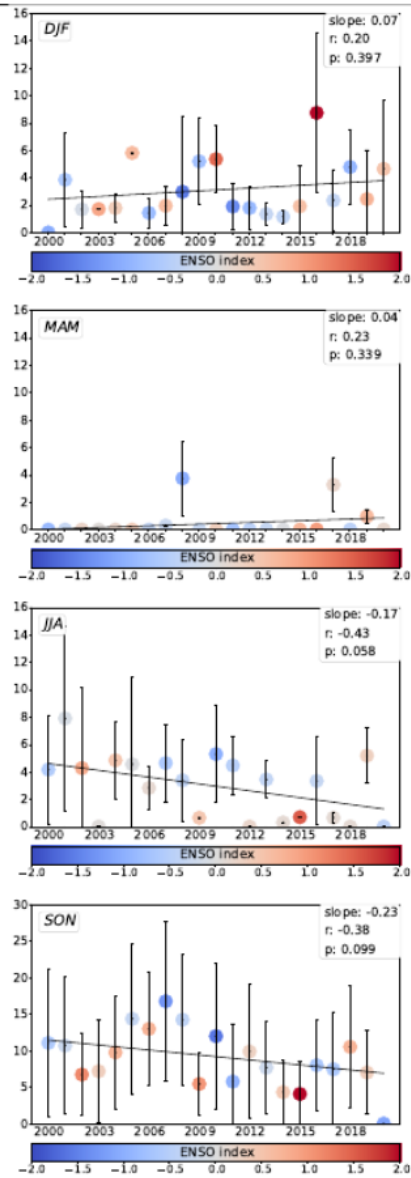 16
14
12
10
8
6
4
2
0
DJF
slope: 0.07
r: 0.20
p: 0.397
2000 2003 2006 2009 2012 2015 2018
ENSO index
−2.0 −1.5 −1.0 −0.5 0.0 0.5 1.0 1.5 2.0
16
14
12
10
8
6
4
2
0
MAM
slope: 0.04
r: 0.23
p: 0.339
2000 2003 2006 2009 2012 2015 2018
ENSO index
−2.0 −1.5 −1.0 −0.5 0.0 0.5 1.0 1.5 2.0
16
14
12
10
8
6
4
2
0
JJA
slope: -0.17
r: -0.43
p: 0.058
2000 2003 2006 2009 2012 2015 2018
ENSO index
−2.0 −1.5 −1.0 −0.5 0.0 0.5 1.0 1.5 2.0
30
25
20
15
10
5
0
SON
slope: -0.23
r: -0.38
p: 0.099
2000 2003 2006 2009 2012 2015 2018
ENSO index
−2.0 −1.5 −1.0 −0.5 0.0 0.5 1.0 1.5 2.0